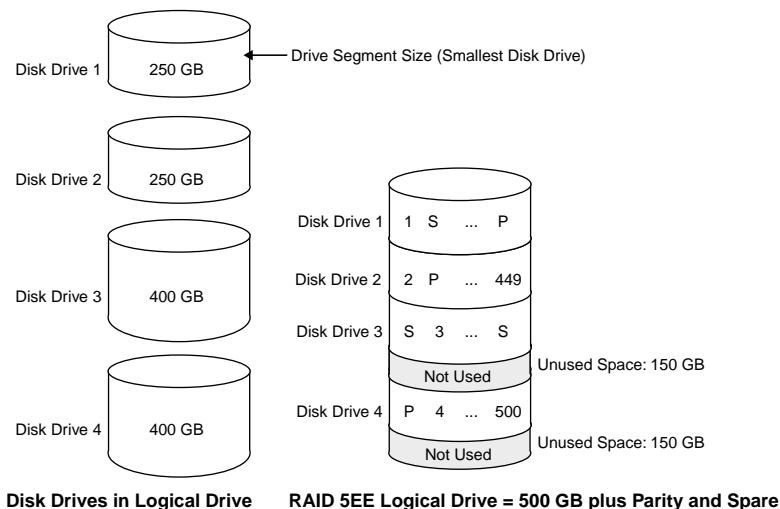 Drive Segment Size (Smallest Disk Drive)
Disk Drive 1 250 GB
Disk Drive 2 250 GB
Disk Drive 3 400 GB
Disk Drive 4 400 GB
Disk Drives in Logical Drive
Disk Drive 1 1 S ... P
Disk Drive 2 2 P ... 449
Disk Drive 3 S 3 ... S
Not Used Unused Space: 150 GB
Disk Drive 4 P 4 ... 500
Not Used Unused Space: 150 GB
RAID 5EE Logical Drive = 500 GB plus Parity and Spare